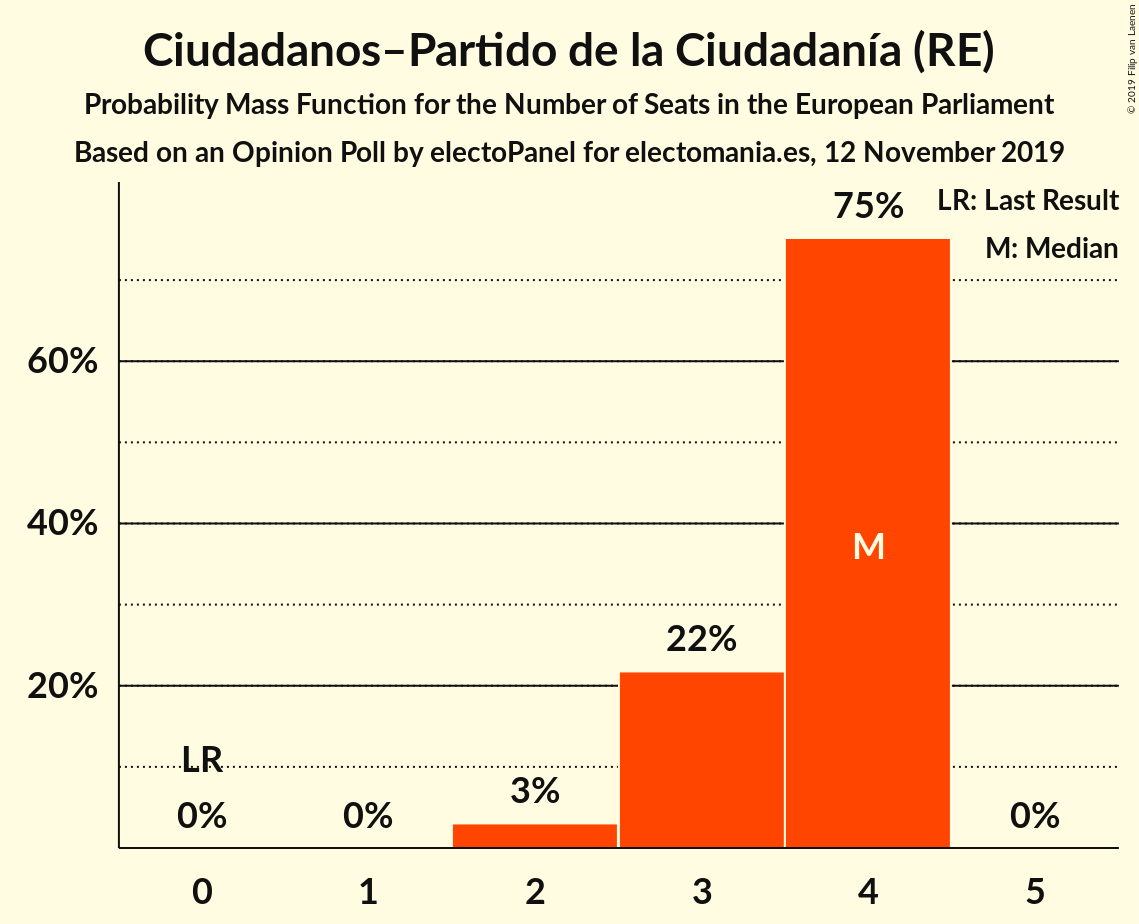 Ciudadanos–Partido de la Ciudadanía (RE)
Probability Mass Function for the Number of Seats in the European Parliament
Based on an Opinion Poll by electoPanel for electomania.es, 12 November 2019
© 2019 Filip van Laenen
LR: Last Result
M: Median
75%
60%
40%
M
22%
20%
LR
3%
0%
0%
0%
0
1
2
3
4
5